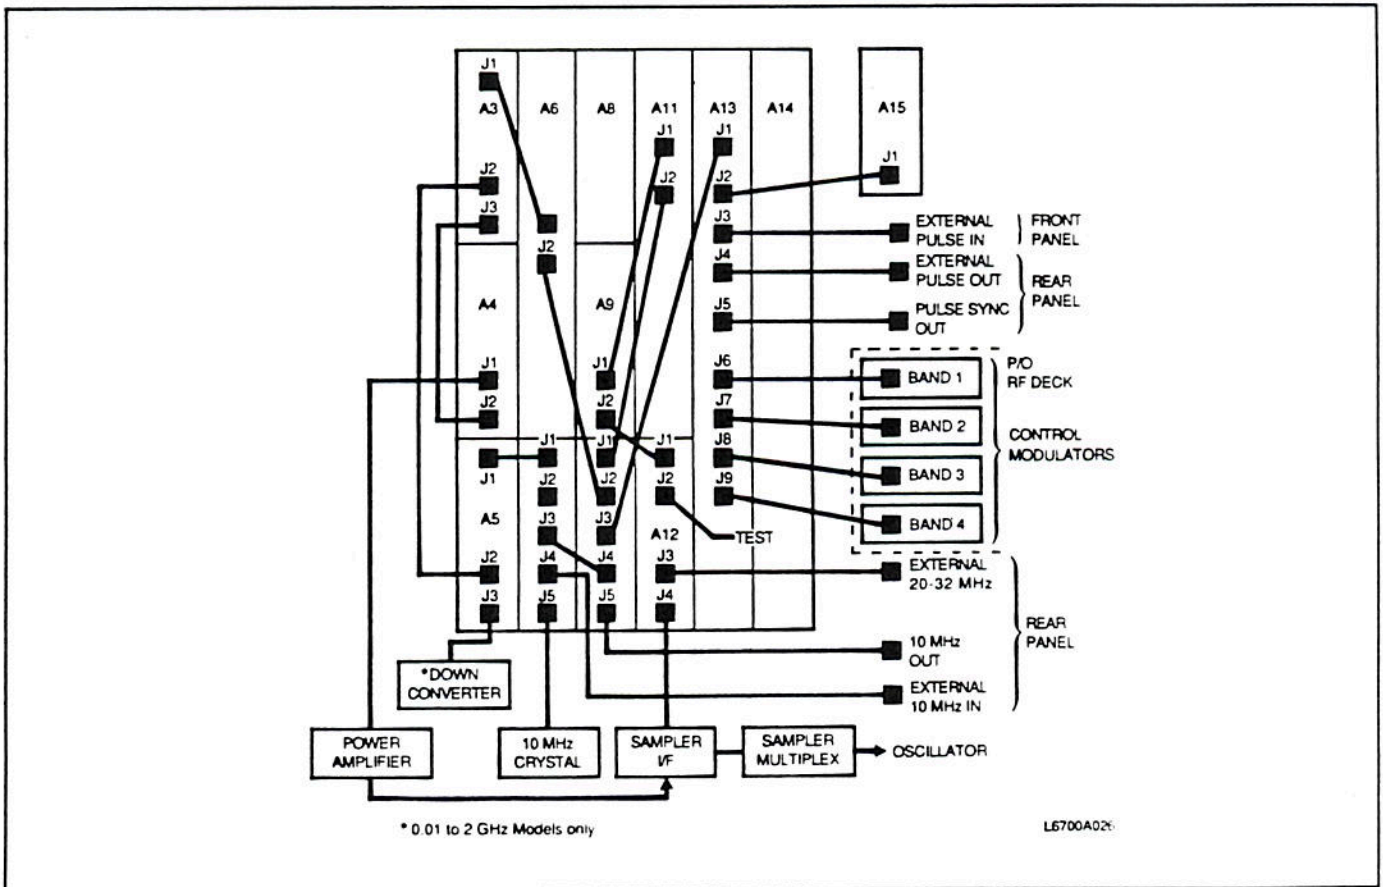 J1
A3
A6
A8
A11
A13
A14
A15
J1
J1
J1
J2
J2
J2
J3
J3
EXTERNAL
PULSE IN
FRONT
PANEL
J2
J4
EXTERNAL
PULSE OUT
REAR
PANEL
A4
A9
J5
PULSE SYNC
OUT
J1
J1
J6
BAND 1
P/O
RF DECK
J2
J2
J7
BAND 2
CONTROL
MODULATORS
J1
J1
J1
J1
J8
BAND 3
J2
J2
J2
J9
A5
J3
J3
A12
TEST
BAND 4
J2
J4
J4
J3
EXTERNAL
20-32 MHz
J3
J5
J5
J4
REAR
PANEL
10 MHz
OUT
*DOWN
CONVERTER
EXTERNAL
10 MHz IN
POWER
AMPLIFIER
10 MHz
CRYSTAL
SAMPLER
I/F
SAMPLER
MULTIPLEX
OSCILLATOR
* 0.01 to 2 GHz Models only